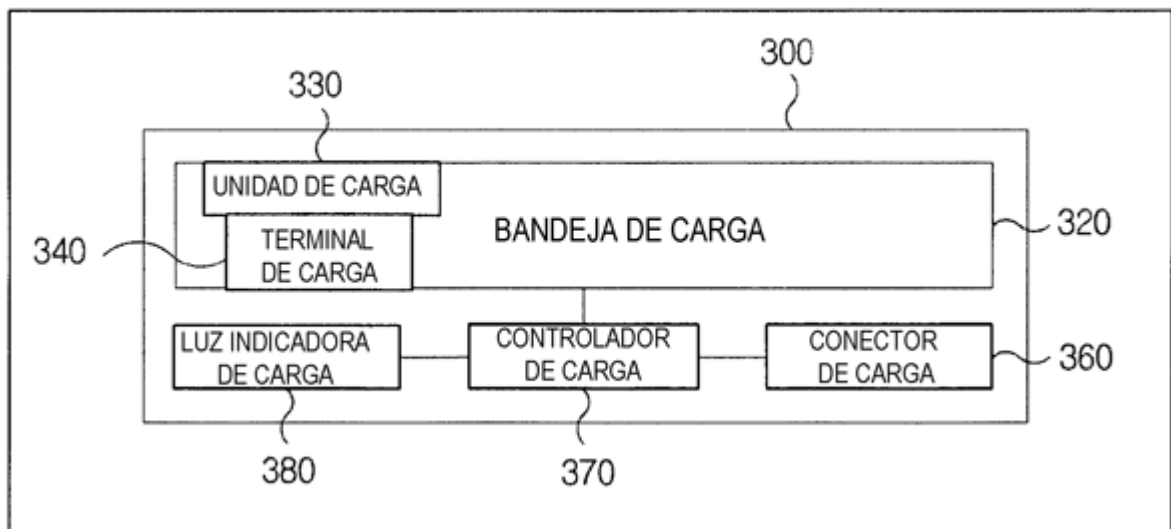 300
330
UNIDAD DE CARGA
340
TERMINAL
DE CARGA
BANDEJA DE CARGA
320
LUZ INDICADORA
DE CARGA
CONTROLADOR
DE CARGA
CONECTOR
DE CARGA
360
380
370